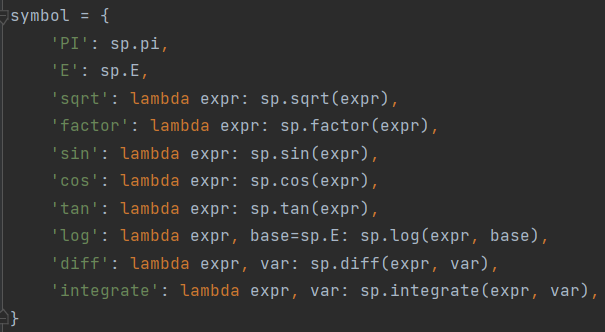 symbol = {
    'PI': sp.pi,
    'E': sp.E,
    'sqrt': lambda expr: sp.sqrt(expr),
    'factor': lambda expr: sp.factor(expr),
    'sin': lambda expr: sp.sin(expr),
    'cos': lambda expr: sp.cos(expr),
    'tan': lambda expr: sp.tan(expr),
    'log': lambda expr, base=sp.E: sp.log(expr, base),
    'diff': lambda expr, var: sp.diff(expr, var),
    'integrate': lambda expr, var: sp.integrate(expr, var),
}